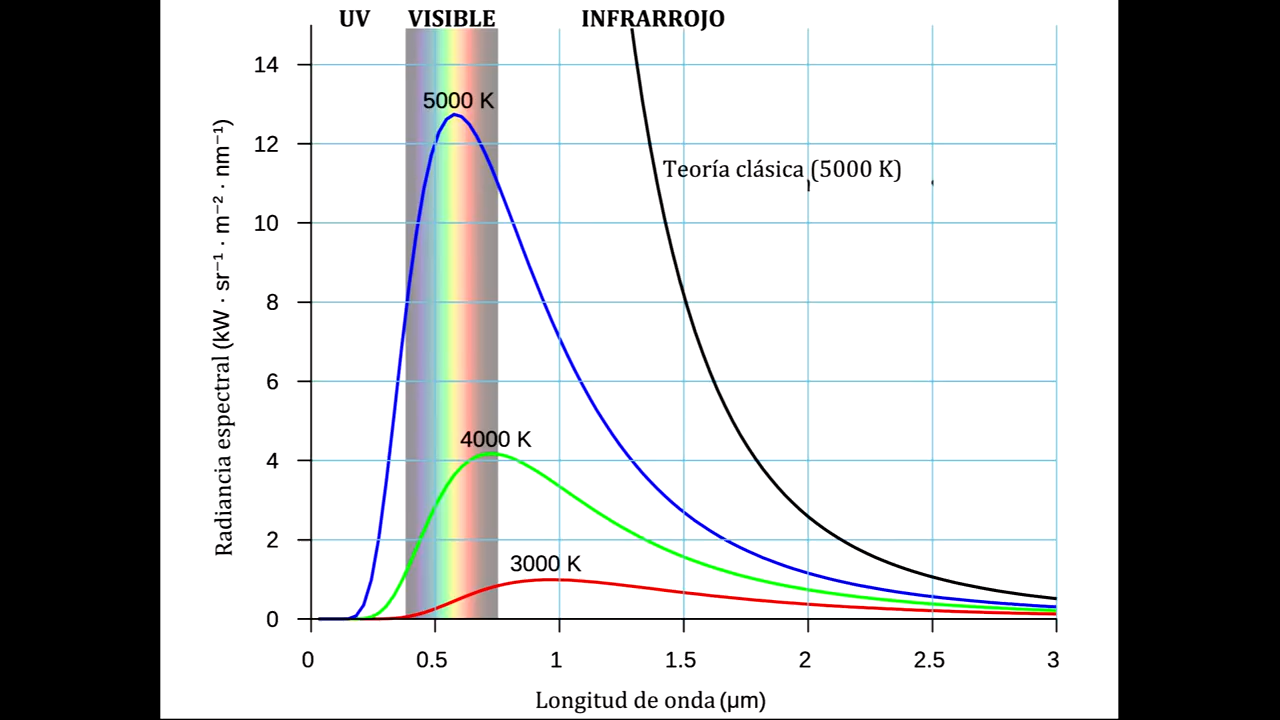 UV VISIBLE INFRARROJO
14
12
10
8
6
4
2
0
5000 K
Teoría clásica (5000 K)
4000 K
3000 K
Radiancia espectral (kW · sr⁻¹ · m⁻² · nm⁻¹)
0 0.5 1 1.5 2 2.5 3
Longitud de onda (μm)